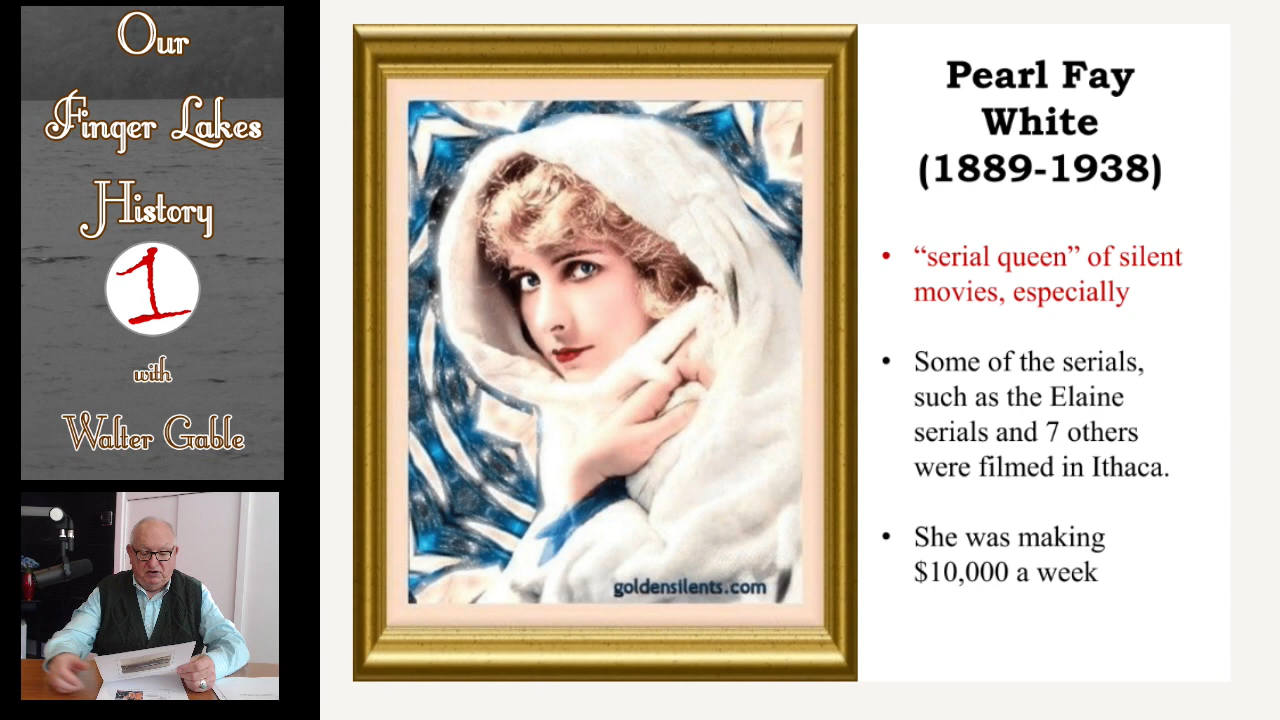 Our
Finger Lakes
History
1
with
Walter Gable
goldensilents.com
Pearl Fay
White
(1889-1938)
• “serial queen” of silent
movies, especially
• Some of the serials,
such as the Elaine
serials and 7 others
were filmed in Ithaca.
• She was making
$10,000 a week